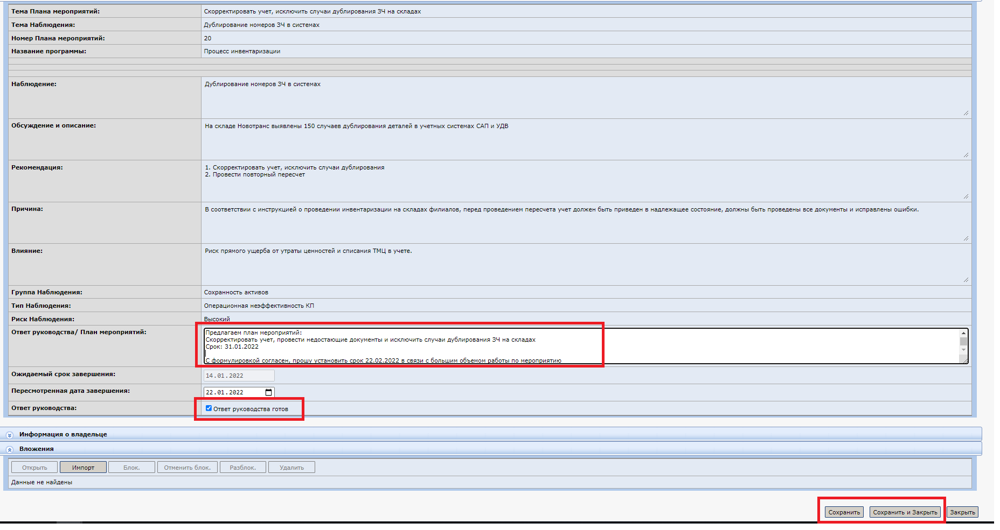 Тема Плана мероприятий: Скорректировать учет, исключить случаи дублирования ЗЧ на складах
Тема Наблюдения: Дублирование номеров ЗЧ в системах
Номер Плана мероприятий: 20
Название программы: Процесс инвентаризации
Наблюдение: Дублирование номеров ЗЧ в системах
Обсуждение и описание: На складе Новотранс выявлены 150 случаев дублирования деталей в учетных системах САП и УДВ
Рекомендация: 1. Скорректировать учет, исключить случаи дублирования
2. Провести повторный пересчет
Причина: В соответствии с инструкцией о проведении инвентаризации на складах филиалов, перед проведением пересчета учет должен быть приведен в надлежащее состояние, должны быть проведены все документы и исправлены ошибки.
Влияние: Риск прямого ущерба от утраты ценностей и списания ТМЦ в учете.
Группа Наблюдения: Сохранность активов
Тип Наблюдения: Операционная неэффективность КП
Риск Наблюдения: Высокий
Ответ руководства/ План мероприятий: Предлагаем план мероприятий:
Скорректировать учет, провести недостающие документы и исключить случаи дублирования ЗЧ на складах
Срок: 31.01.2022
С формулировкой согласен, прошу установить срок 22.02.2022 в связи с большим объемом работы по мероприятию
Ожидаемый срок завершения: 14.01.2022
Пересмотренная дата завершения: 22.01.2022
Ответ руководства: Ответ руководства готов
Информация о владельце
Вложения
Открыть Импорт Блок. Отменить блок. Разблок. Удалить
Данные не найдены
Сохранить Сохранить и Закрыть Закрыть